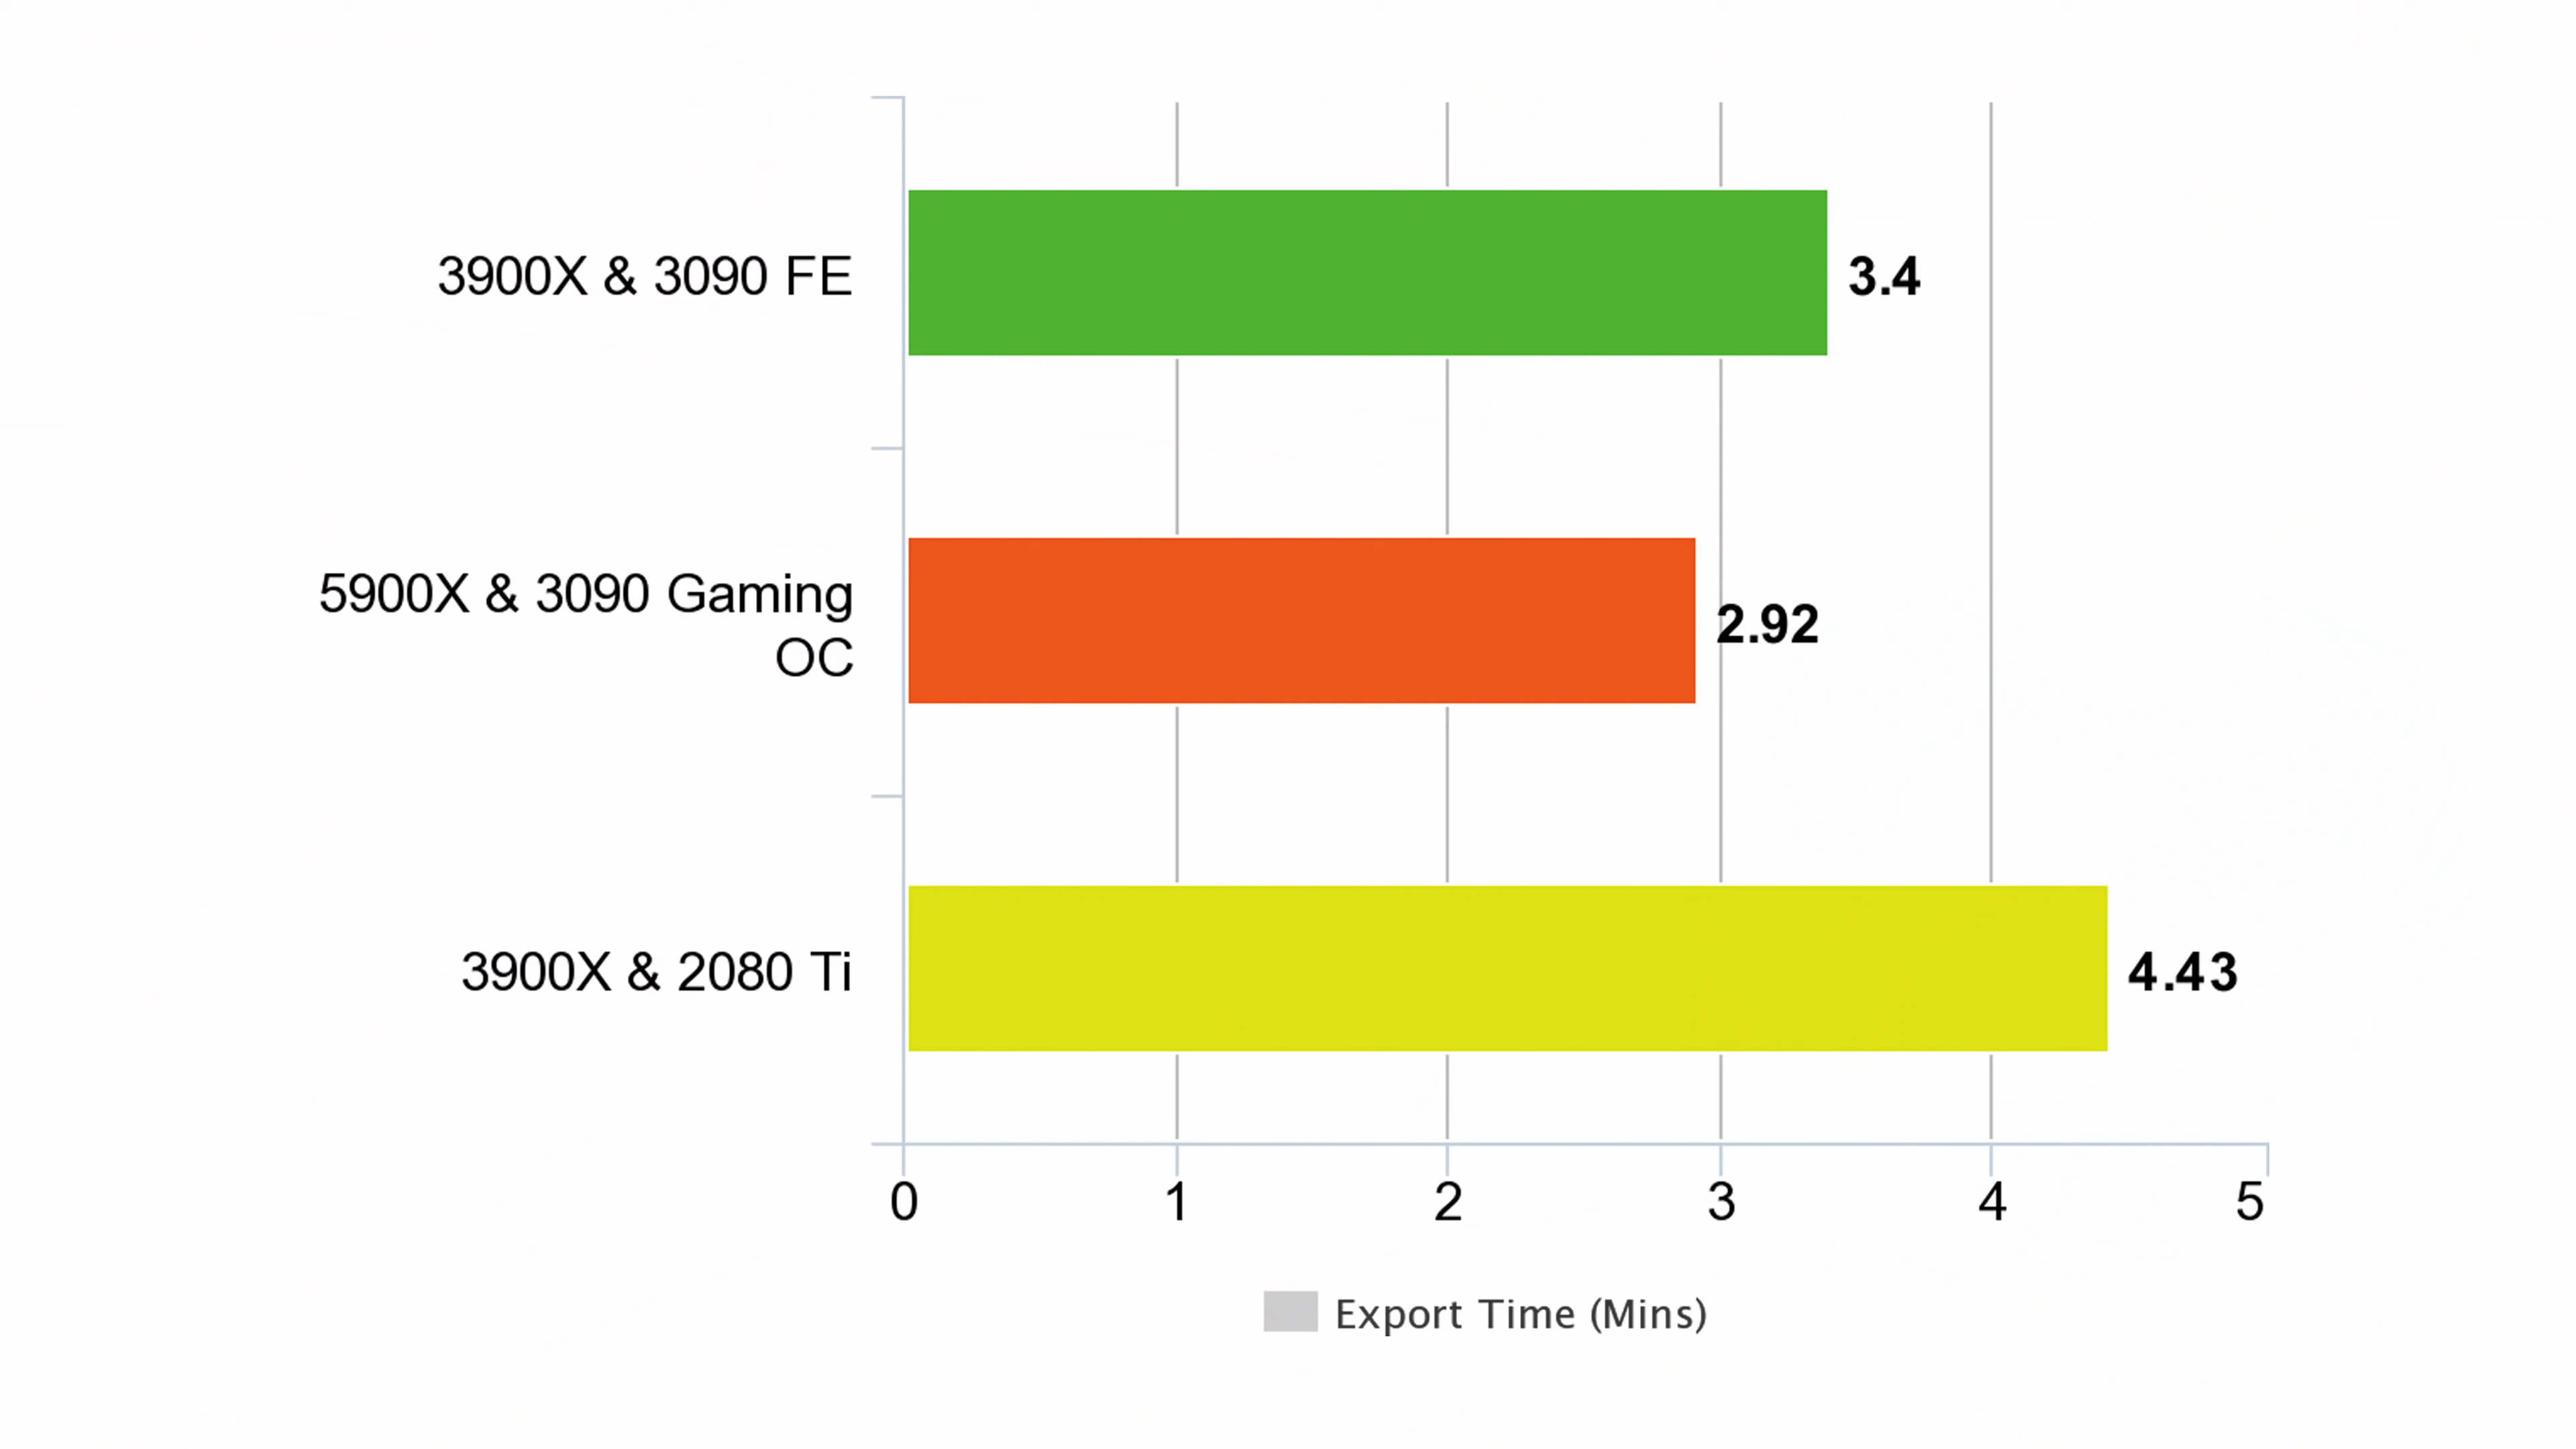 3900X & 3090 FE
3.4
5900X & 3090 Gaming
OC
2.92
3900X & 2080 Ti
4.43
0 1 2 3 4 5
Export Time (Mins)